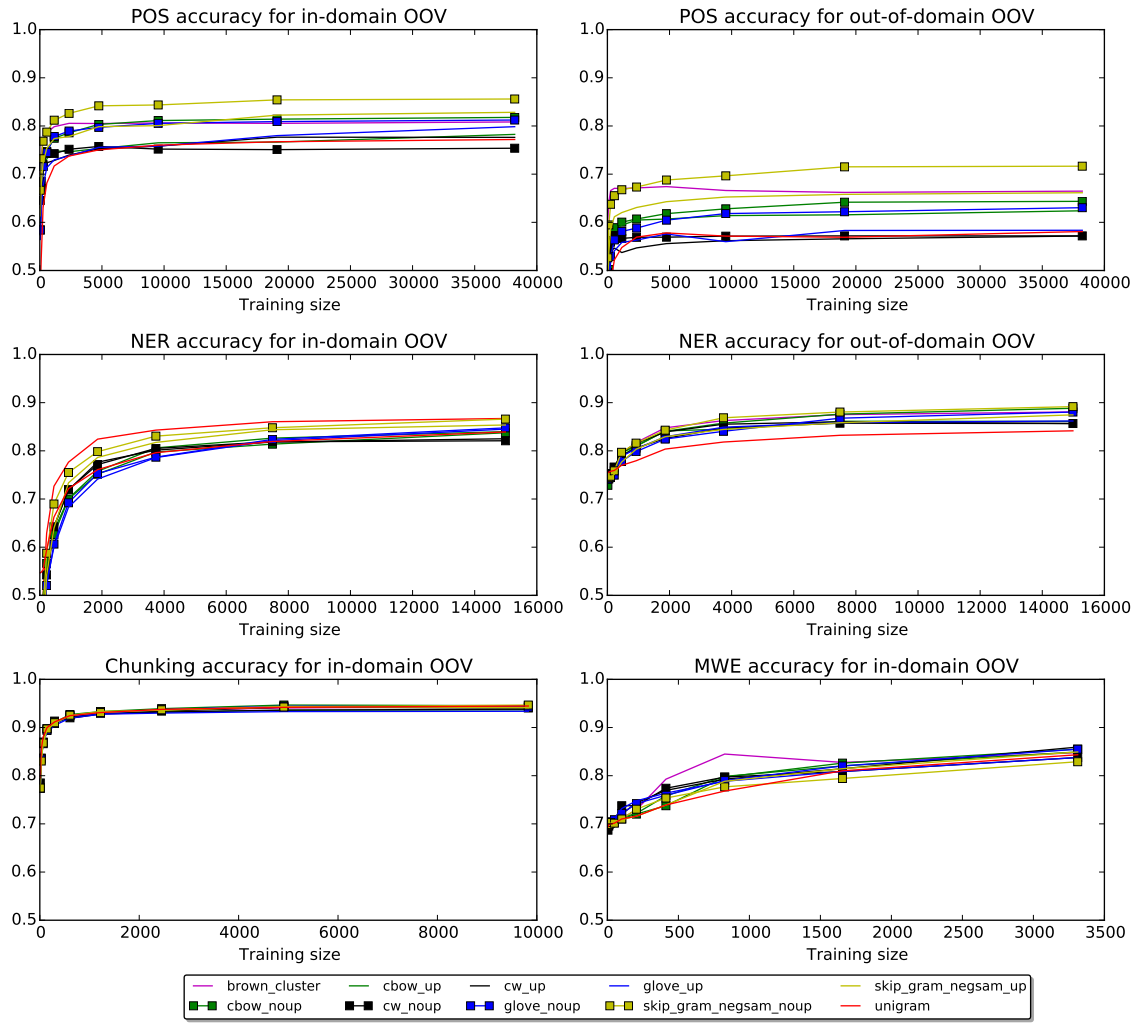 POS accuracy for in-domain OOV
1.0
0.9
0.8
0.7
0.6
0.5
0 5000 10000 15000 20000 25000 30000 35000 40000
Training size
POS accuracy for out-of-domain OOV
1.0
0.9
0.8
0.7
0.6
0.5
0 5000 10000 15000 20000 25000 30000 35000 40000
Training size
NER accuracy for in-domain OOV
1.0
0.9
0.8
0.7
0.6
0.5
0 2000 4000 6000 8000 10000 12000 14000 16000
Training size
NER accuracy for out-of-domain OOV
1.0
0.9
0.8
0.7
0.6
0.5
0 2000 4000 6000 8000 10000 12000 14000 16000
Training size
Chunking accuracy for in-domain OOV
1.0
0.9
0.8
0.7
0.6
0.5
0 2000 4000 6000 8000 10000
Training size
MWE accuracy for in-domain OOV
1.0
0.9
0.8
0.7
0.6
0.5
0 500 1000 1500 2000 2500 3000 3500
Training size
brown_cluster cbow_up cw_up glove_up skip_gram_negsam_up
cbow_noup cw_noup glove_noup skip_gram_negsam_noup unigram